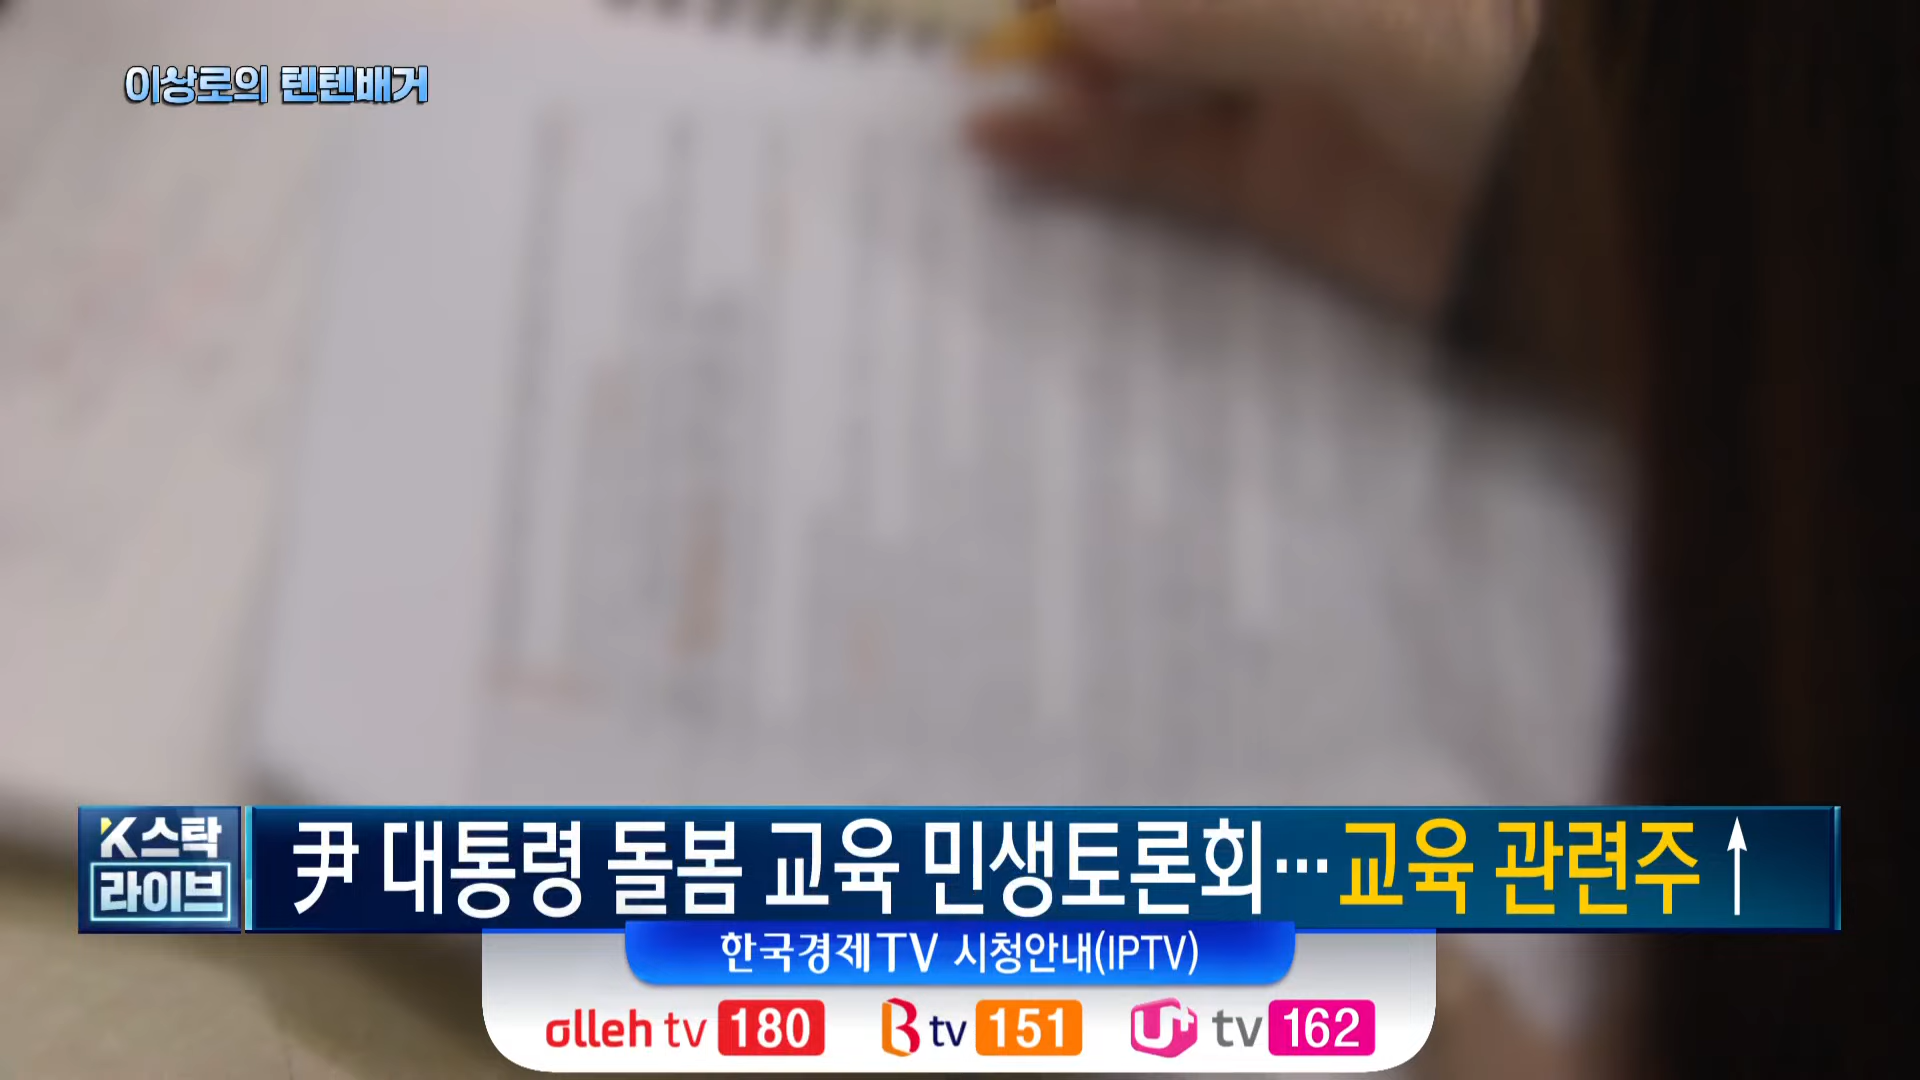 이상로의 텐텐배거
K스탁
라이브
尹 대통령 돌봄 교육 민생토론회…교육 관련주↑
한국경제TV 시청안내(IPTV)
olleh tv 180 B tv 151 U+ tv 162